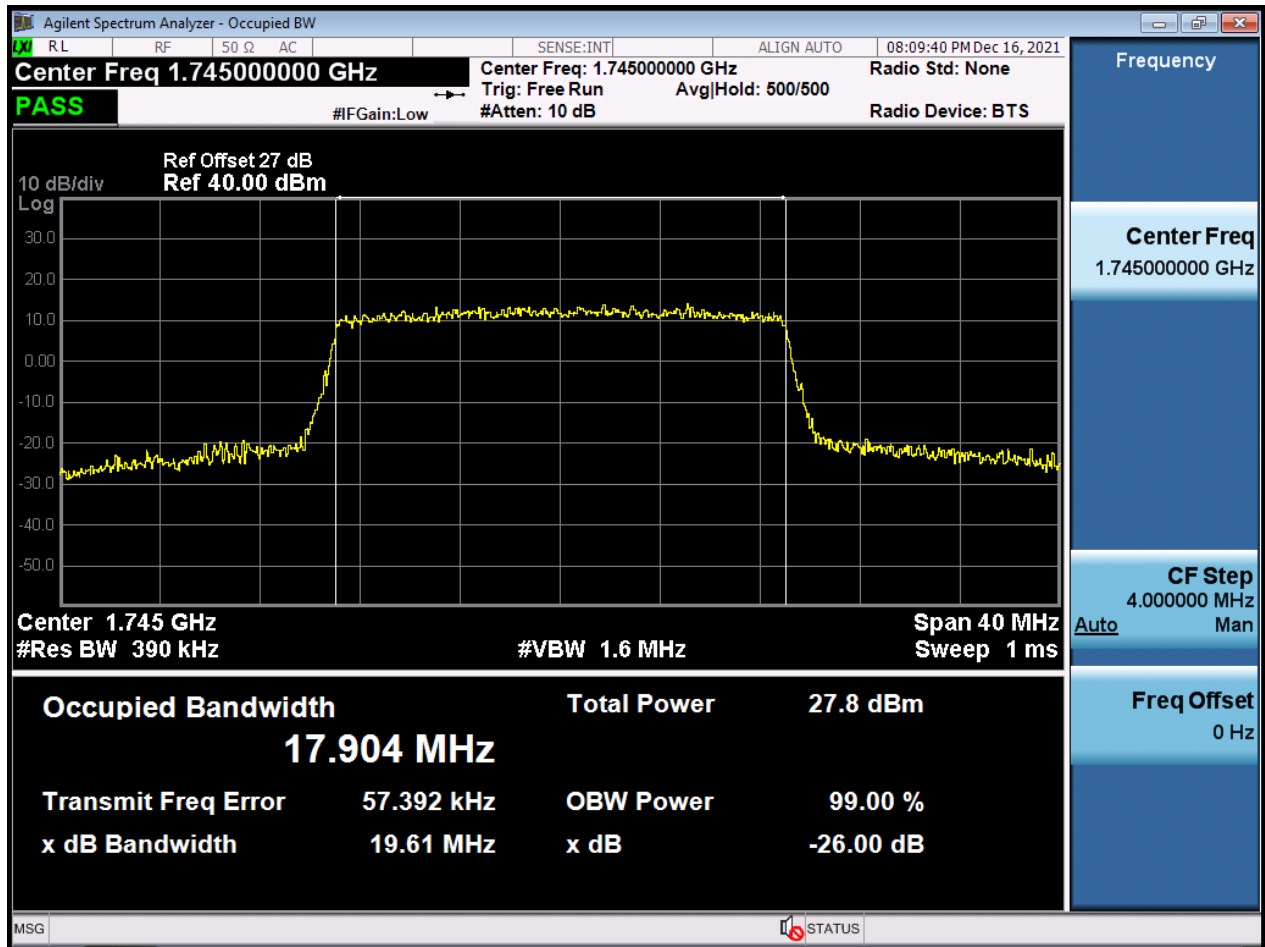 Agilent Spectrum Analyzer - Occupied BW
LXI RL RF 50 Ω AC SENSE:INT ALIGN AUTO 08:09:40 PM Dec 16, 2021
Center Freq 1.745000000 GHz Center Freq: 1.745000000 GHz Radio Std: None
Trig: Free Run Avg|Hold: 500/500
PASS #IFGain:Low #Atten: 10 dB Radio Device: BTS
Ref Offset 27 dB
10 dB/div Ref 40.00 dBm
Log
30.0
20.0
10.0
0.00
-10.0
-20.0
-30.0
-40.0
-50.0
Center 1.745 GHz Span 40 MHz
#Res BW 390 kHz #VBW 1.6 MHz Sweep 1 ms
Occupied Bandwidth Total Power 27.8 dBm
17.904 MHz
Transmit Freq Error 57.392 kHz OBW Power 99.00 %
x dB Bandwidth 19.61 MHz x dB -26.00 dB
MSG STATUS
Frequency
Center Freq
1.745000000 GHz
CF Step
4.000000 MHz
Auto Man
Freq Offset
0 Hz